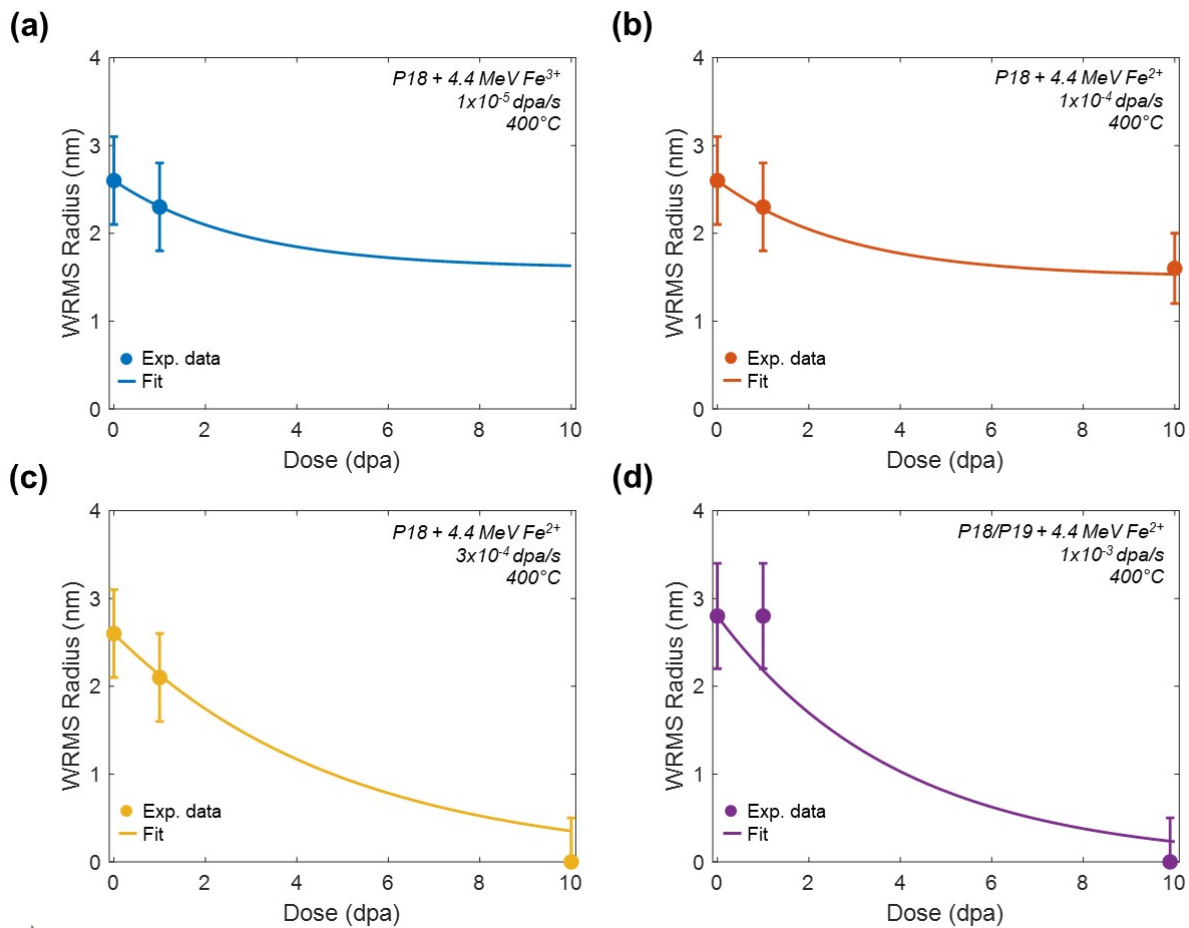 (a)
P18 + 4.4 MeV Fe³⁺
1x10⁻⁵ dpa/s
400°C
4
3
2
1
0
WRMS Radius (nm)
Exp. data
Fit
0 2 4 6 8 10
Dose (dpa)
(b)
P18 + 4.4 MeV Fe²⁺
1x10⁻⁴ dpa/s
400°C
4
3
2
1
0
WRMS Radius (nm)
Exp. data
Fit
0 2 4 6 8 10
Dose (dpa)
(c)
P18 + 4.4 MeV Fe²⁺
3x10⁻⁴ dpa/s
400°C
4
3
2
1
0
WRMS Radius (nm)
Exp. data
Fit
0 2 4 6 8 10
Dose (dpa)
(d)
P18/P19 + 4.4 MeV Fe²⁺
1x10⁻³ dpa/s
400°C
4
3
2
1
0
WRMS Radius (nm)
Exp. data
Fit
0 2 4 6 8 10
Dose (dpa)